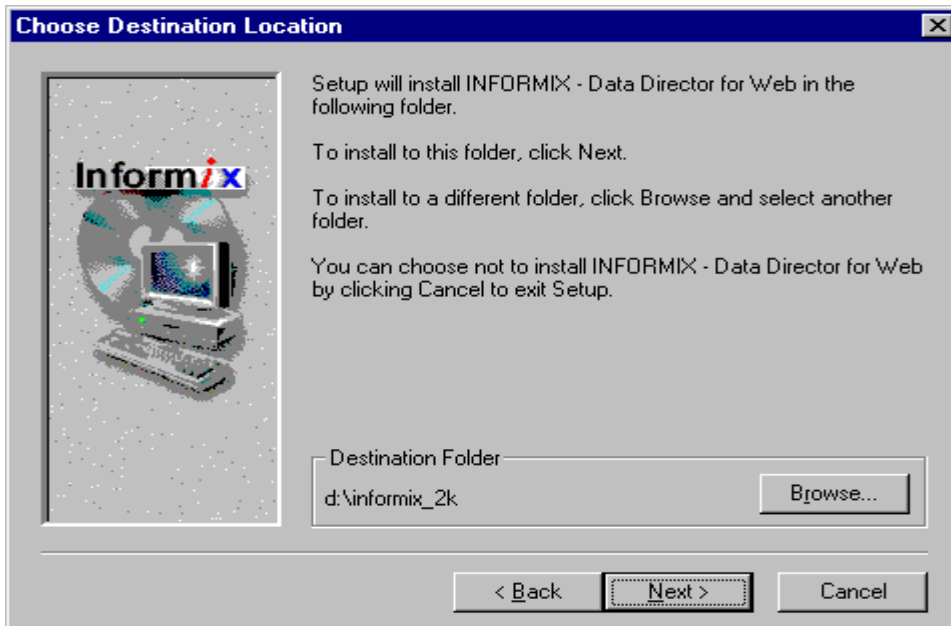 Choose Destination Location
Setup will install INFORMIX - Data Director for Web in the
following folder.
To install to this folder, click Next.
To install to a different folder, click Browse and select another
folder.
You can choose not to install INFORMIX - Data Director for Web
by clicking Cancel to exit Setup.
Informix
Destination Folder
d:\informix_2k
Browse...
< Back
Next >
Cancel